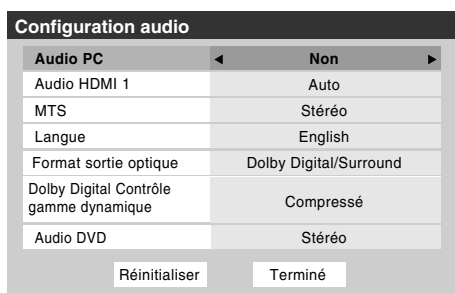 Configuration audio
Audio PC ◀ Non ▶
Audio HDMI 1 Auto
MTS Stéréo
Langue English
Format sortie optique Dolby Digital/Surround
Dolby Digital Contrôle
gamme dynamique Compressé
Audio DVD Stéréo
Réinitialiser Terminé